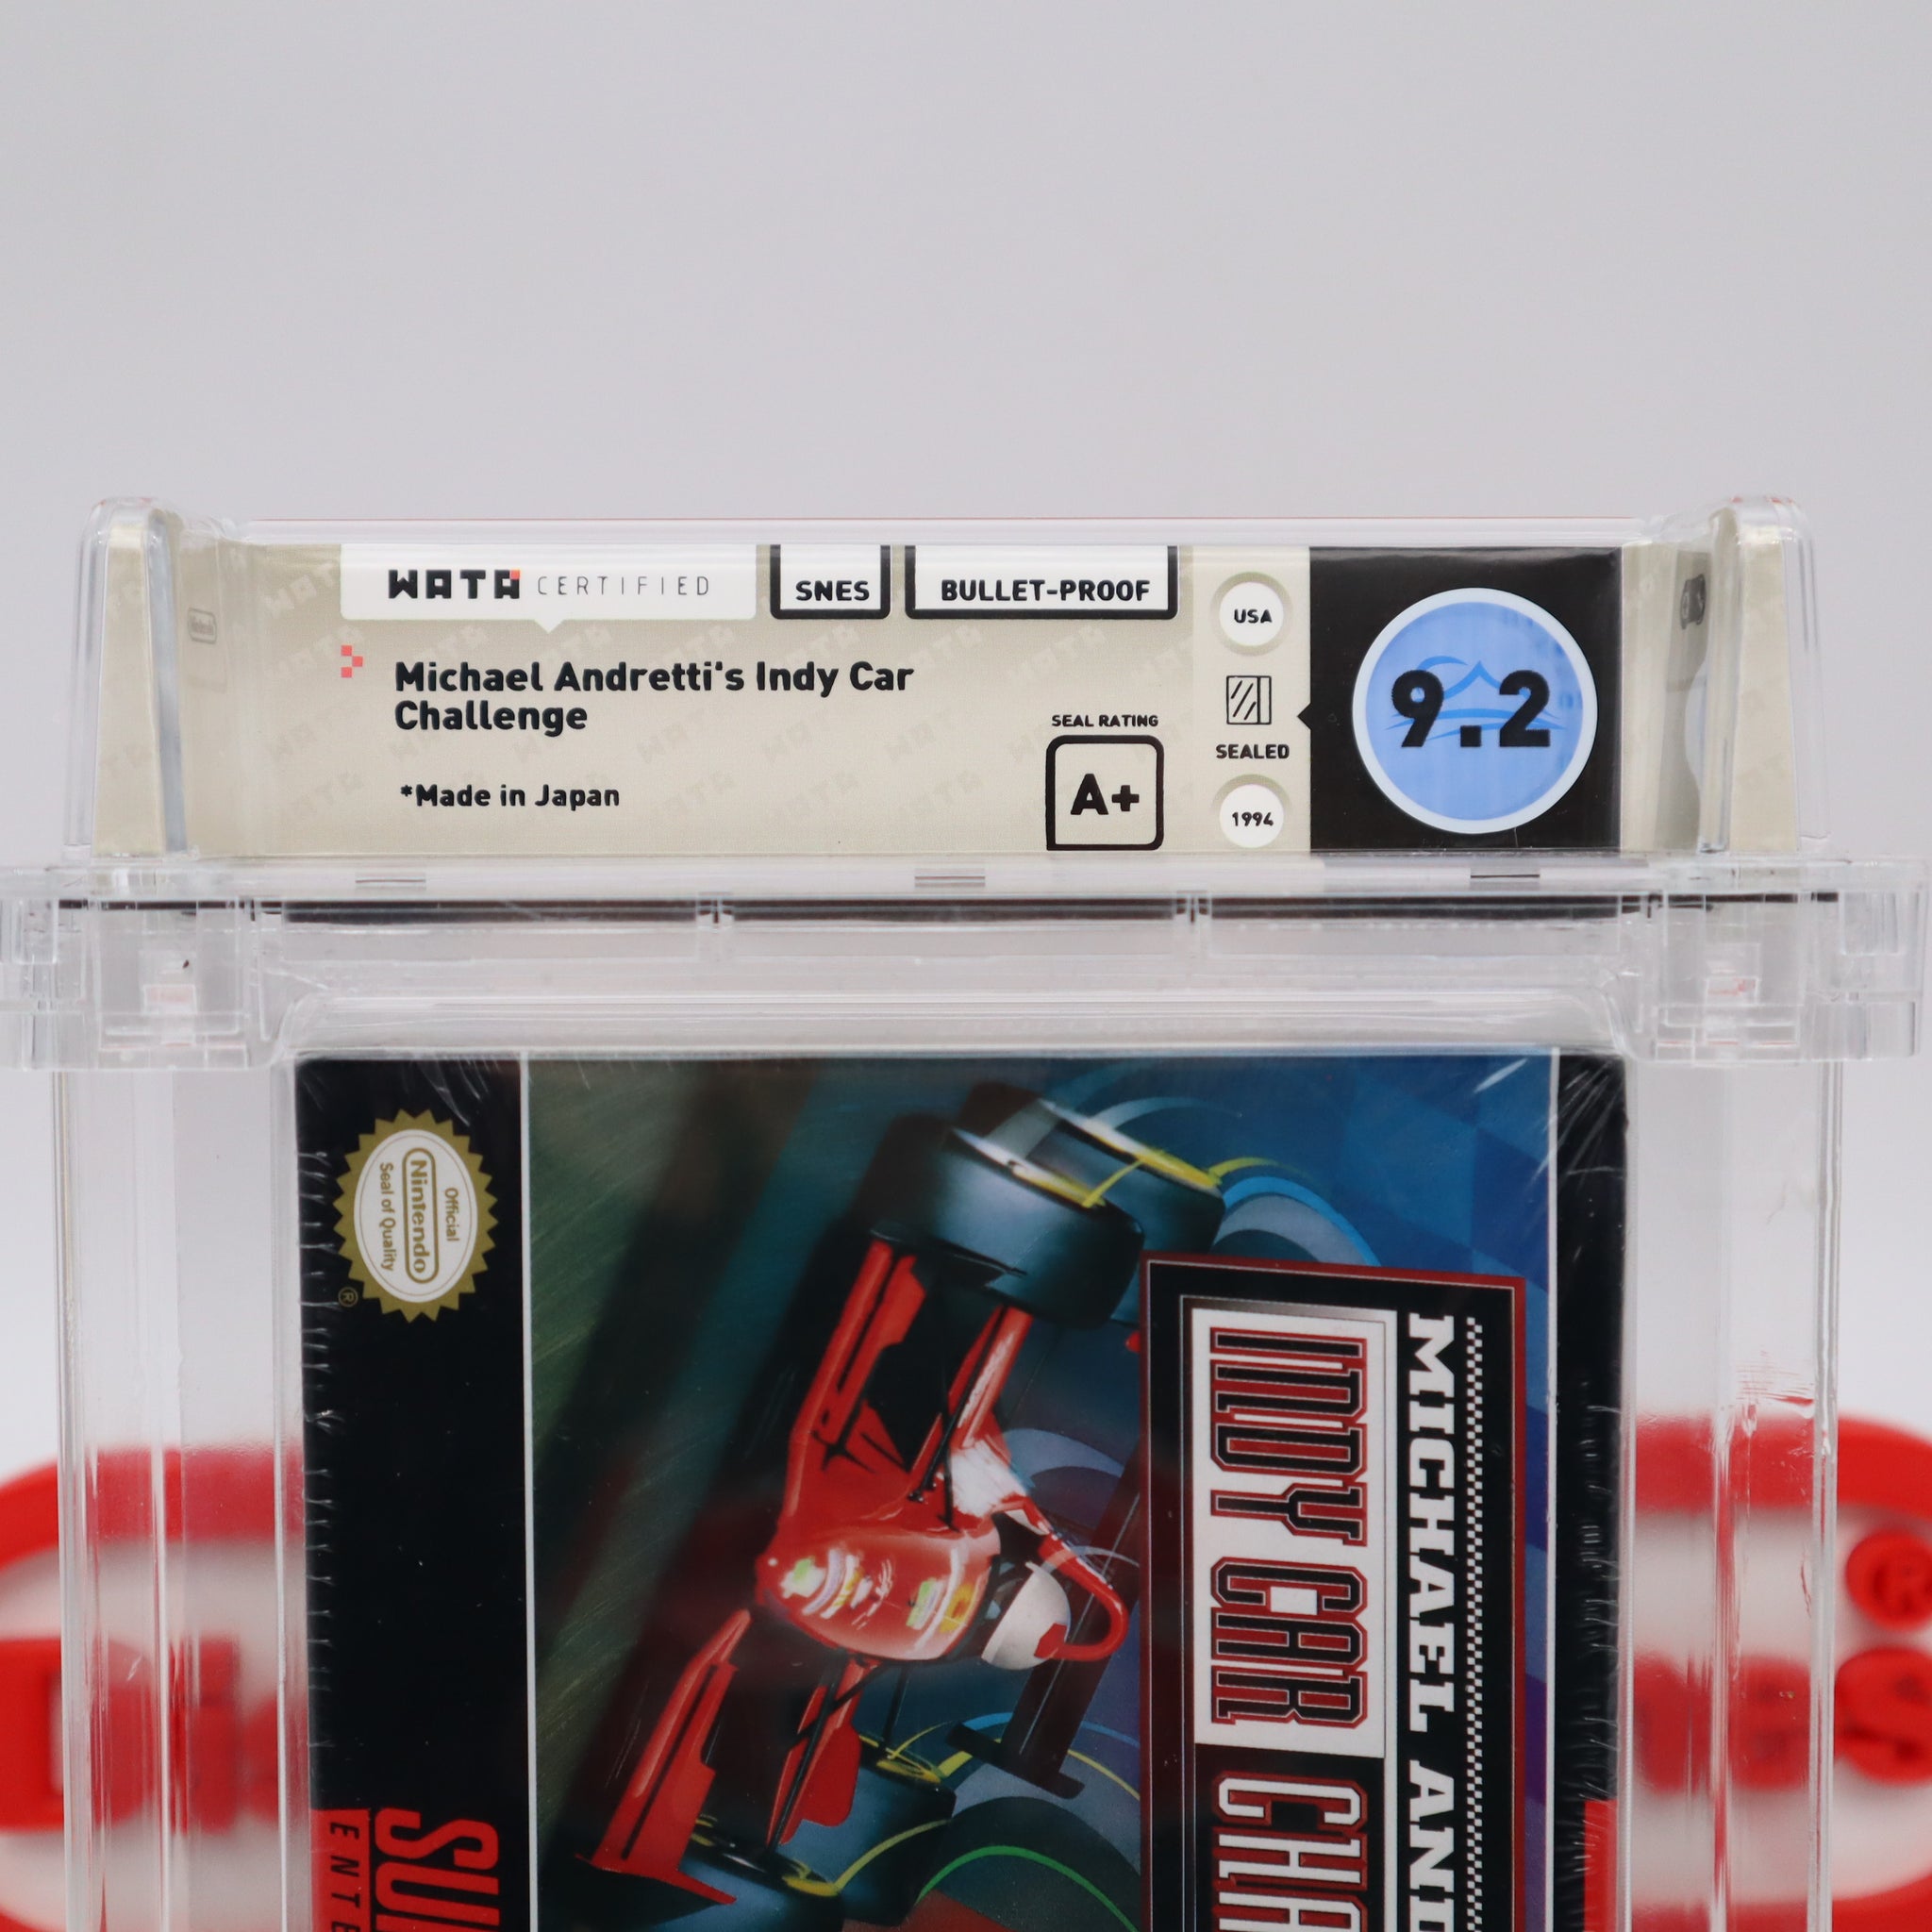 WATA CERTIFIED
SNES
BULLET-PROOF
USA
Michael Andretti's Indy Car
Challenge
*Made in Japan
SEAL RATING
A+
SEALED
1994
9.2
Official
Nintendo
Seal of Quality
®
MICHAEL AND
INDY CAR CHA
SU
ENTE